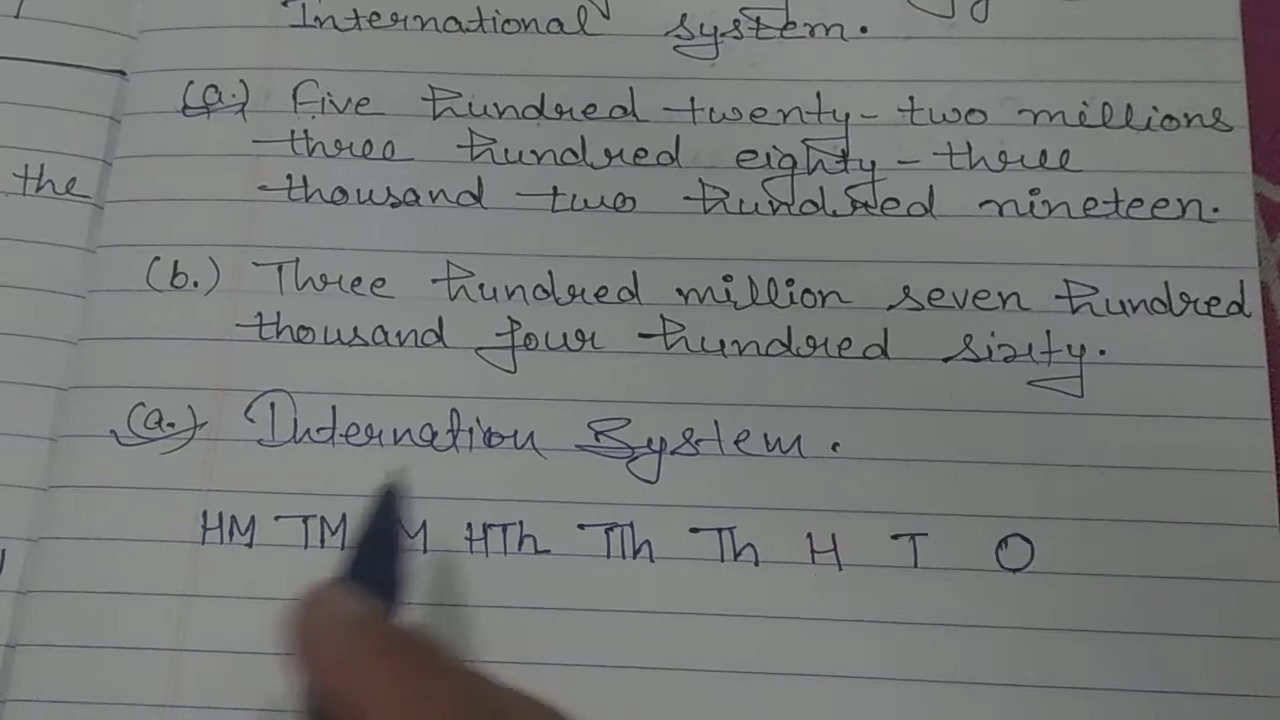 International system.
(a.) Five hundred twenty-two millions
three hundred eighty-three
the
thousand two hundred nineteen.
(b.) Three hundred million seven hundred
thousand four hundred sixty.
(a.) Internation System.
HM TM M HTh TTh Th H T O